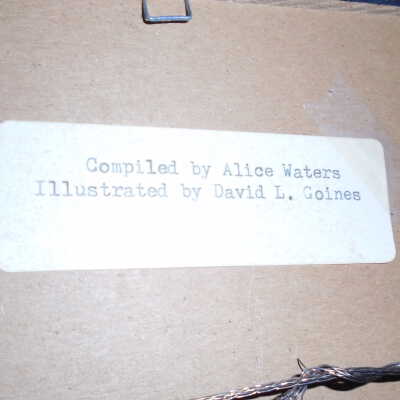 Compiled by Alice Waters
Illustrated by David L. Goines